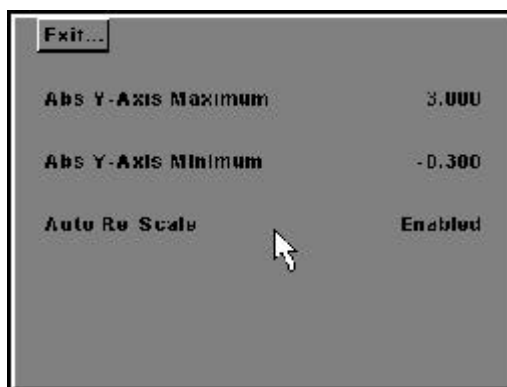 Exit...
Abs Y-Axis Maximum 3.000
Abs Y-Axis Minimum -0.300
Auto Re-Scale Enabled